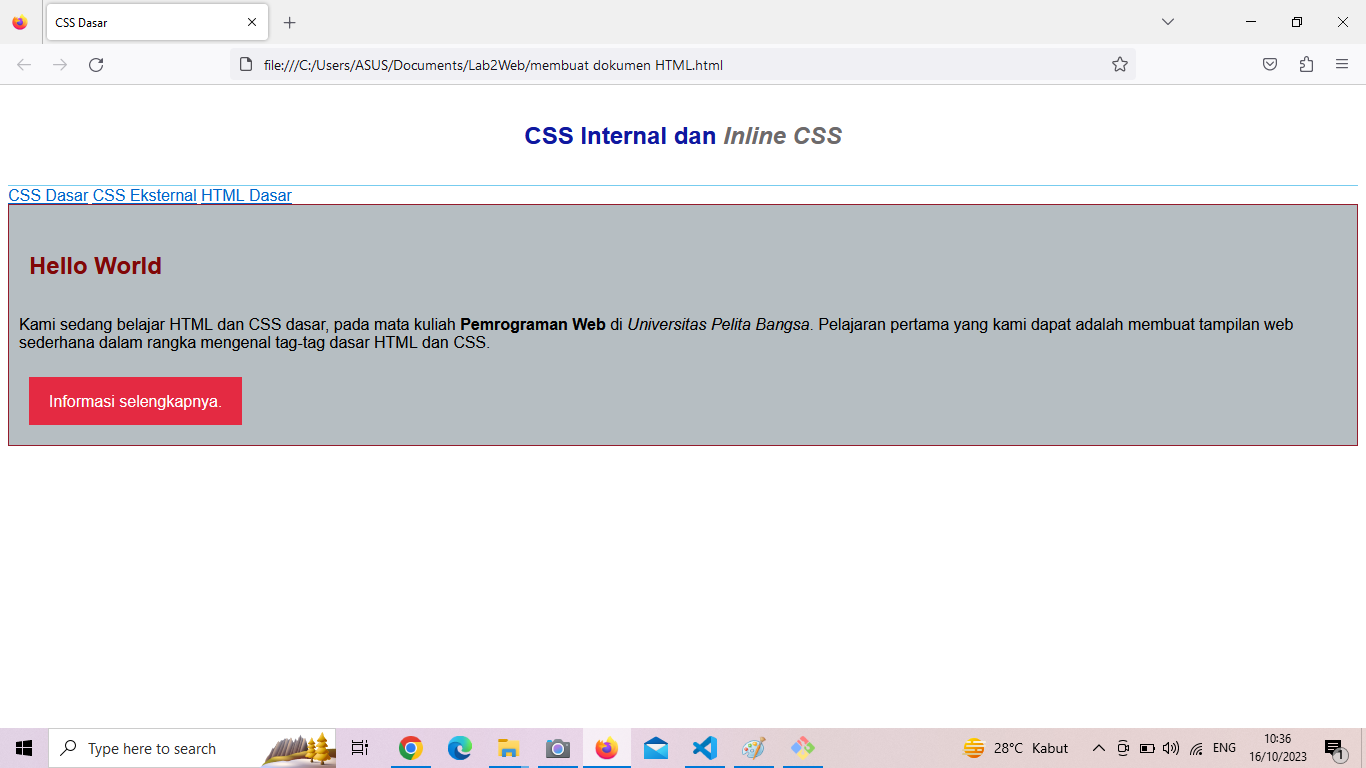 CSS Dasar
file:///C:/Users/ASUS/Documents/Lab2Web/membuat dokumen HTML.html
CSS Internal dan Inline CSS
CSS Dasar CSS Eksternal HTML Dasar
Hello World
Kami sedang belajar HTML dan CSS dasar, pada mata kuliah Pemrograman Web di Universitas Pelita Bangsa. Pelajaran pertama yang kami dapat adalah membuat tampilan web
sederhana dalam rangka mengenal tag-tag dasar HTML dan CSS.
Informasi selengkapnya.
Type here to search
28°C Kabut
ENG
10:36
16/10/2023
1